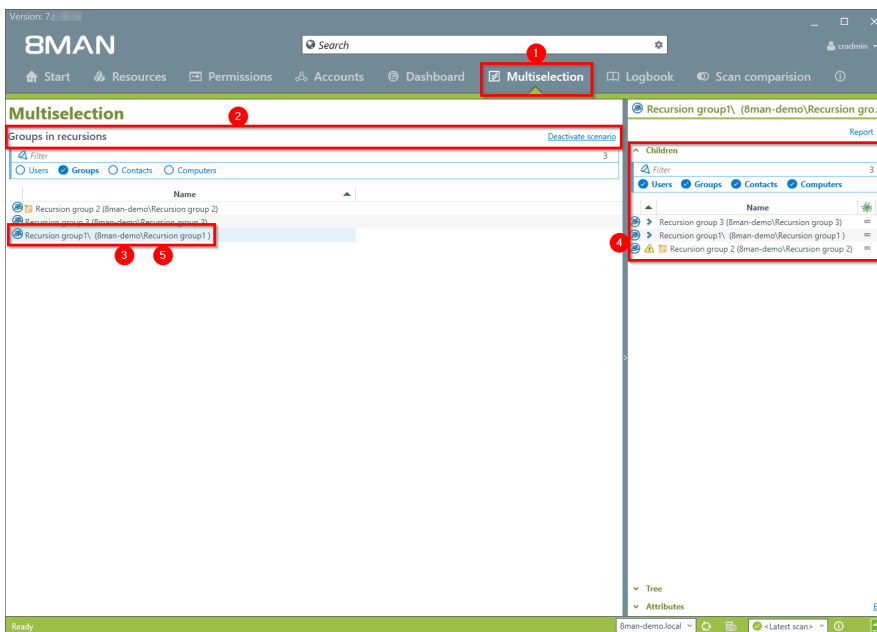 Version: 7.
8MAN
Search
cradmin
1
Start Resources Permissions Accounts Dashboard Multiselection Logbook Scan comparision
Multiselection
2
Groups in recursions
Deactivate scenario
Filter
3
Users Groups Contacts Computers
Name
Recursion group 2 (8man-demo\Recursion group 2)
Recursion group 3 (8man-demo\Recursion group 3)
Recursion group1\ (8man-demo\Recursion group1 )
3 5
Recursion group1\ (8man-demo\Recursion gro.
Report
Children
Filter
3
Users Groups Contacts Computers
Name
Recursion group 3 (8man-demo\Recursion group 3) ∞
Recursion group1\ (8man-demo\Recursion group1 ) ∞
4
Recursion group 2 (8man-demo\Recursion group 2) ∞
Tree
Attributes
E
Ready
8man-demo.local
<Latest scan>